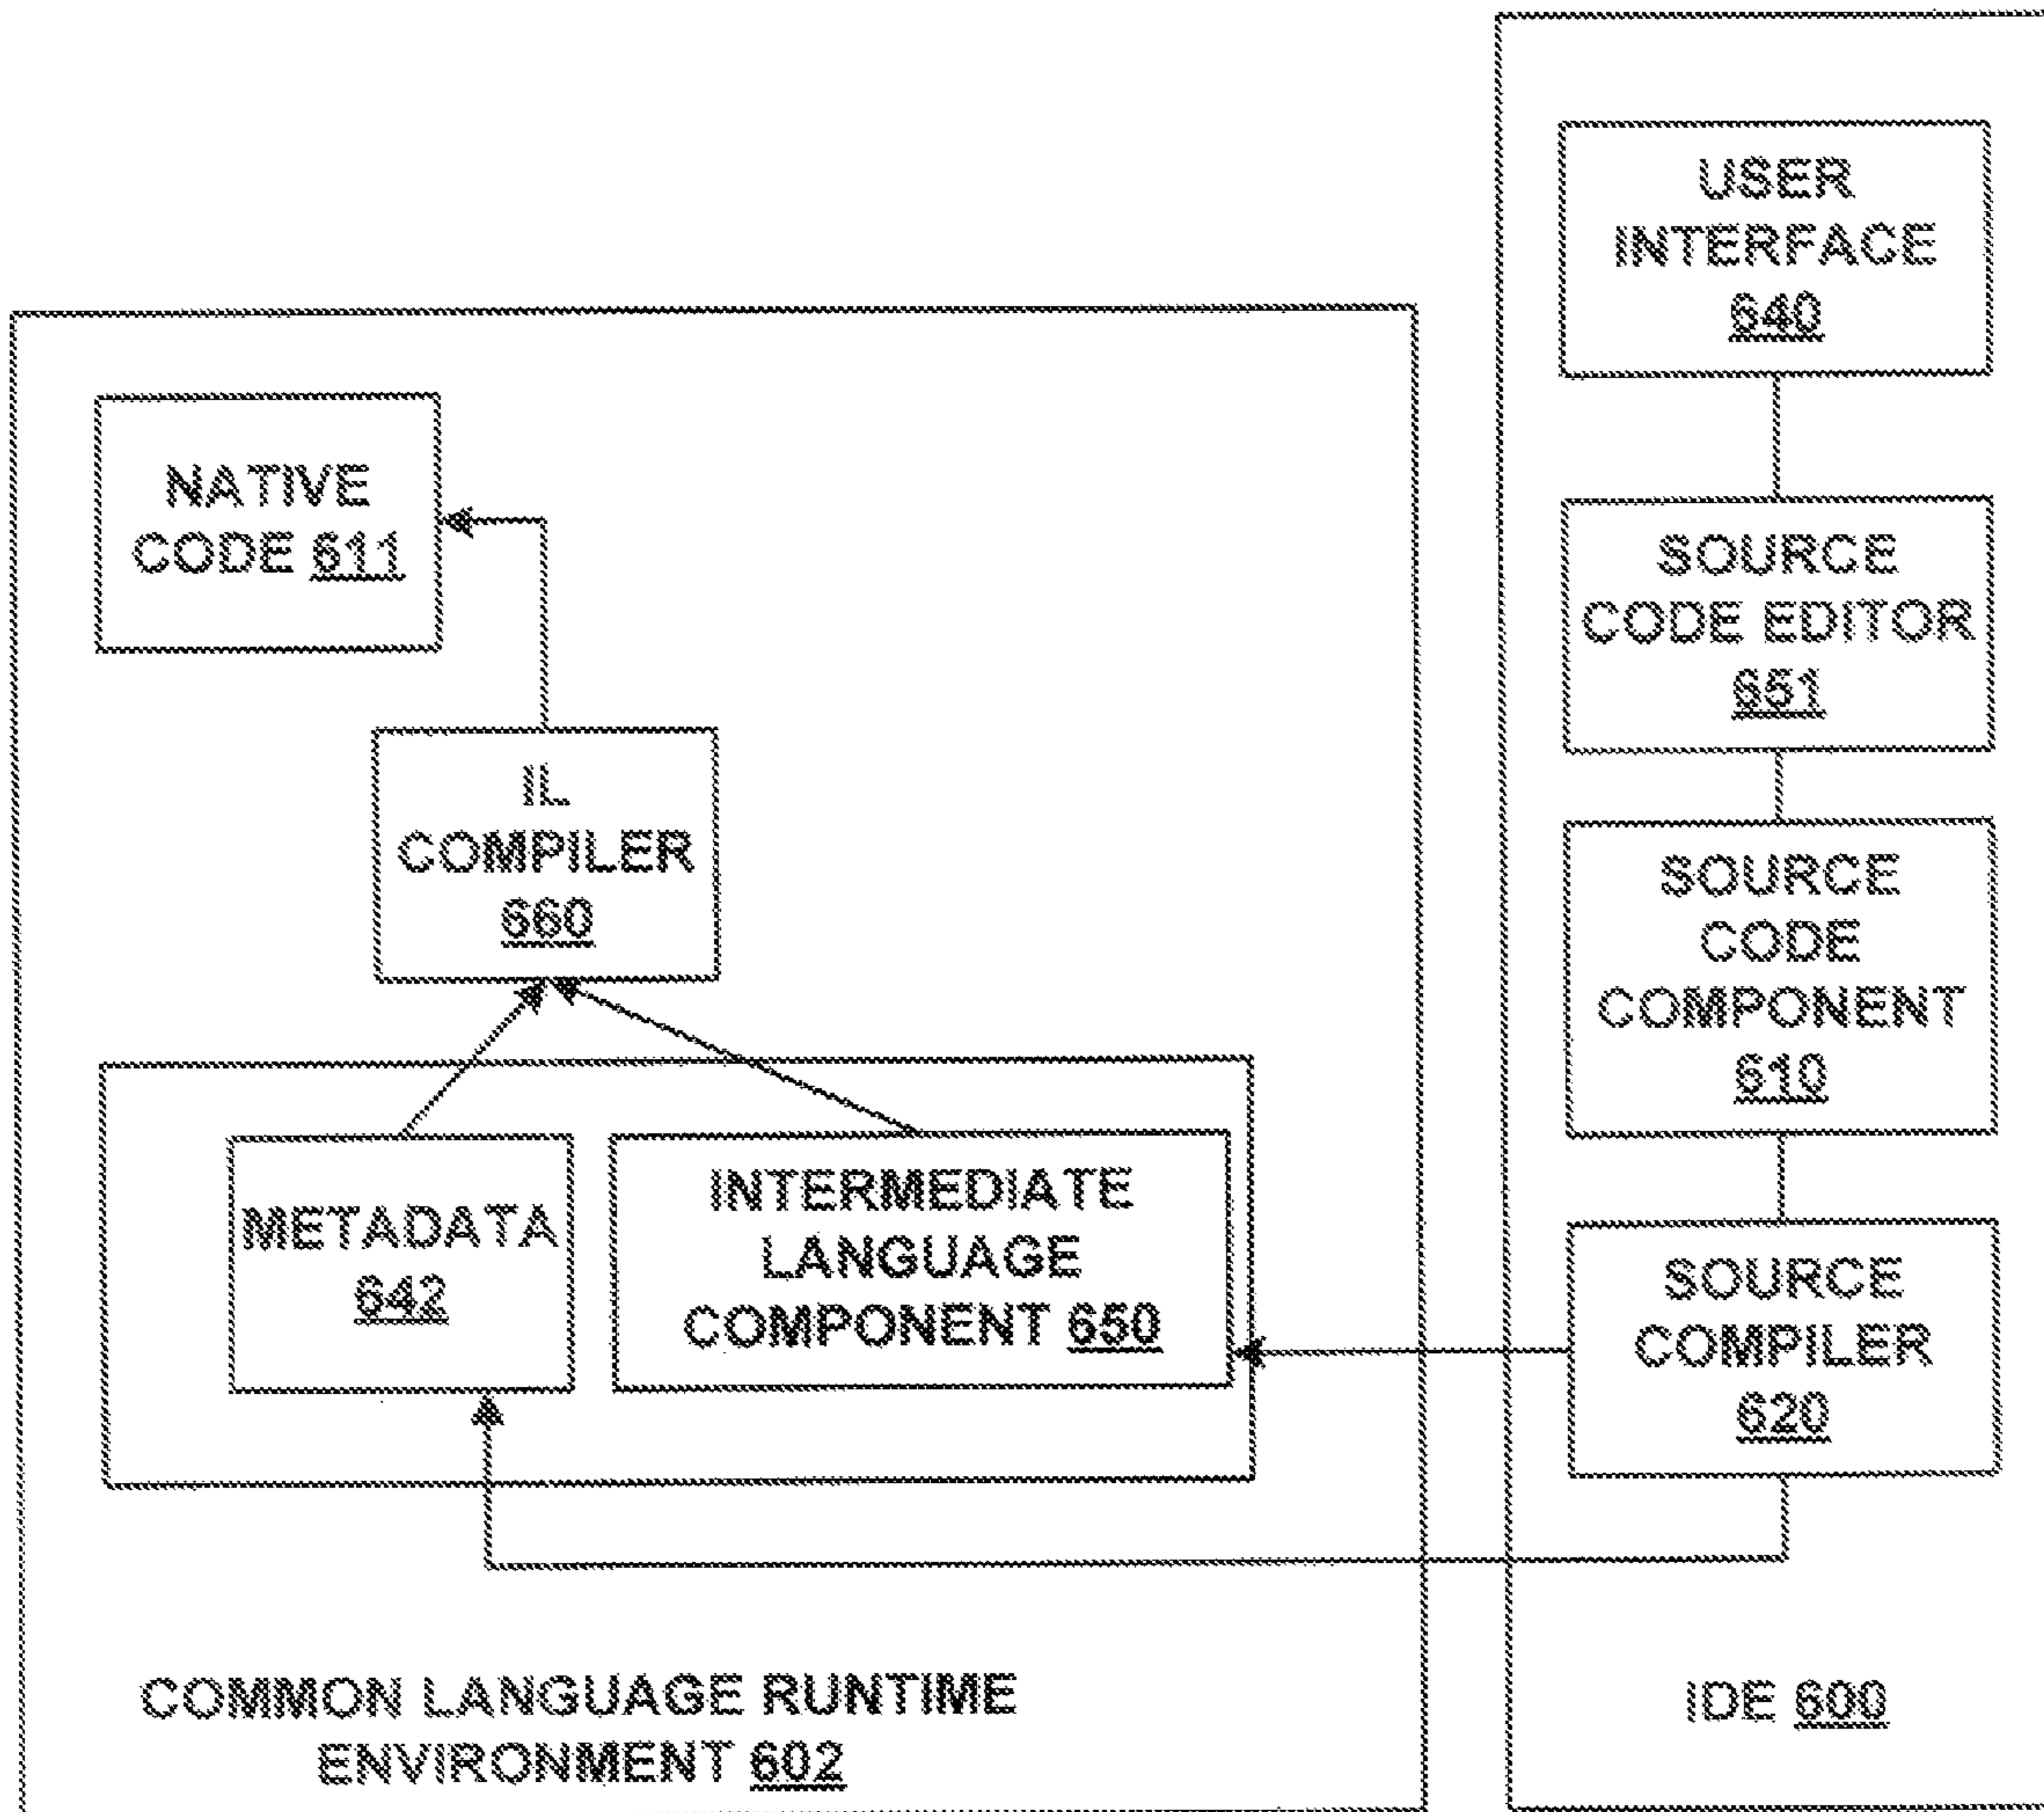 USER
INTERFACE
640
NATIVE
CODE 611
SOURCE
CODE EDITOR
651
IL
COMPILER
660
SOURCE
CODE
COMPONENT
610
METADATA
642
INTERMEDIATE
LANGUAGE
COMPONENT 650
SOURCE
COMPILER
620
COMMON LANGUAGE RUNTIME
ENVIRONMENT 602
IDE 600